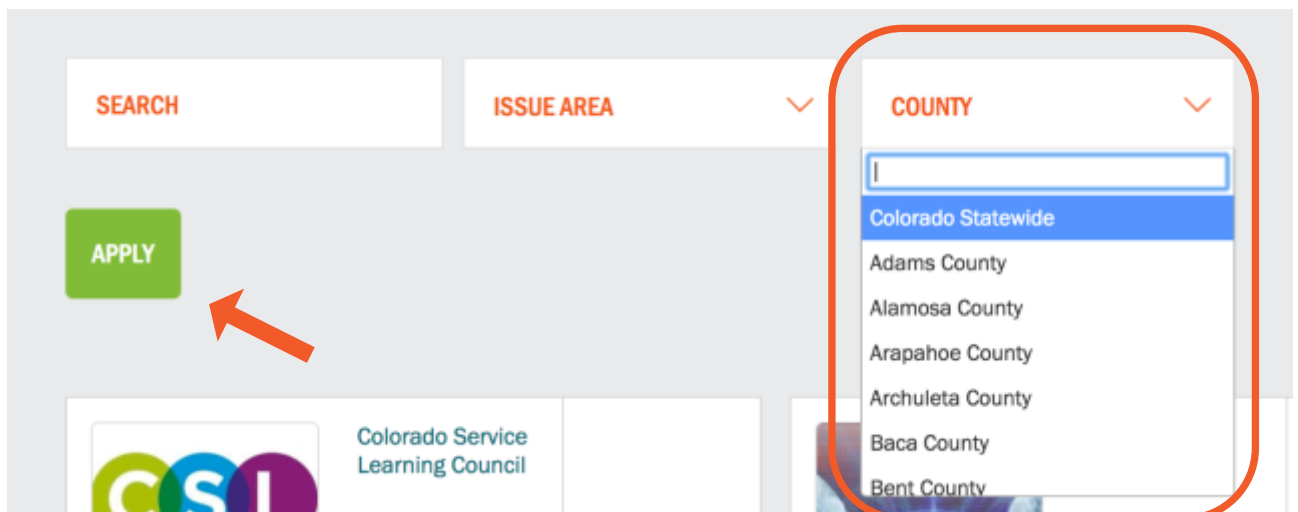 SEARCH
ISSUE AREA
COUNTY
Colorado Statewide
Adams County
Alamosa County
Arapahoe County
Archuleta County
Baca County
Bent County
APPLY
CSL
Colorado Service
Learning Council